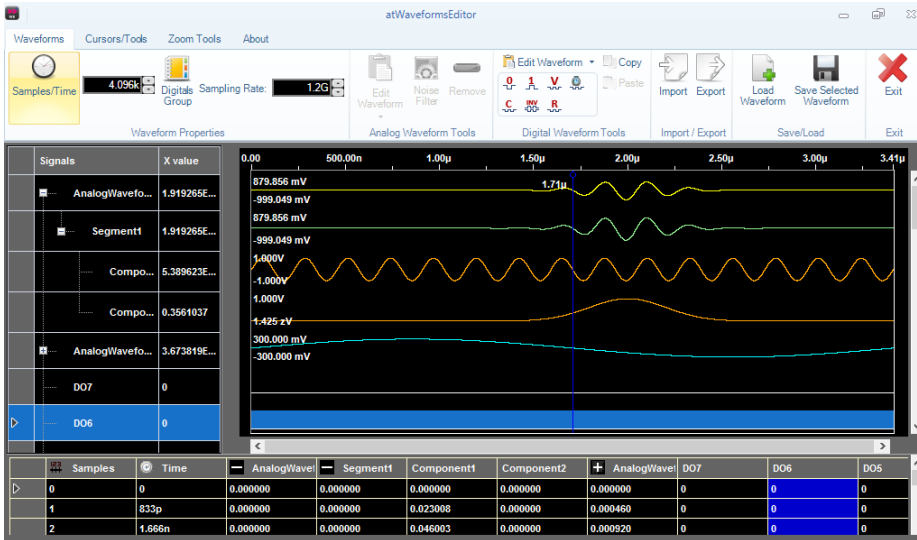 atWaveformsEditor
Waveforms Cursors/Tools Zoom Tools About
Samples/Time
4.096k
Digitals Group
Sampling Rate:
1.2G
Waveform Properties
Edit Waveform
Noise Filter
Remove
Analog Waveform Tools
Edit Waveform
Copy
Paste
0 1 V
C INV R
Digital Waveform Tools
Import Export
Import / Export
Load Waveform
Save Selected Waveform
Save/Load
Exit
Exit
Signals X value
AnalogWavefo... 1.919265E...
Segment1 1.919265E...
Compo... 5.389623E...
Compo... 0.3561037
AnalogWavefo... 3.673819E...
DO7 0
DO6 0
0.00 500.00n 1.00µ 1.50µ 2.00µ 2.50µ 3.00µ 3.41µ
1.71µ
879.856 mV
-999.049 mV
879.856 mV
-999.049 mV
1.000V
-1.000V
1.000V
1.425 zV
300.000 mV
-300.000 mV
123 Samples Time AnalogWavef Segment1 Component1 Component2 AnalogWavef DO7 DO6 DO5
0 0 0.000000 0.000000 0.000000 0.000000 0.000000 0 0 0
1 833p 0.000000 0.000000 0.023008 0.000000 0.000460 0 0 0
2 1.666n 0.000000 0.000000 0.046003 0.000000 0.000920 0 0 0